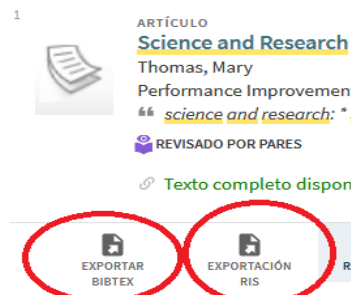 1
ARTÍCULO
Science and Research
Thomas, Mary
Performance Improvemen
science and research: *
REVISADO POR PARES
Texto completo dispon
EXPORTAR
BIBTEX
EXPORTACIÓN
RIS
R